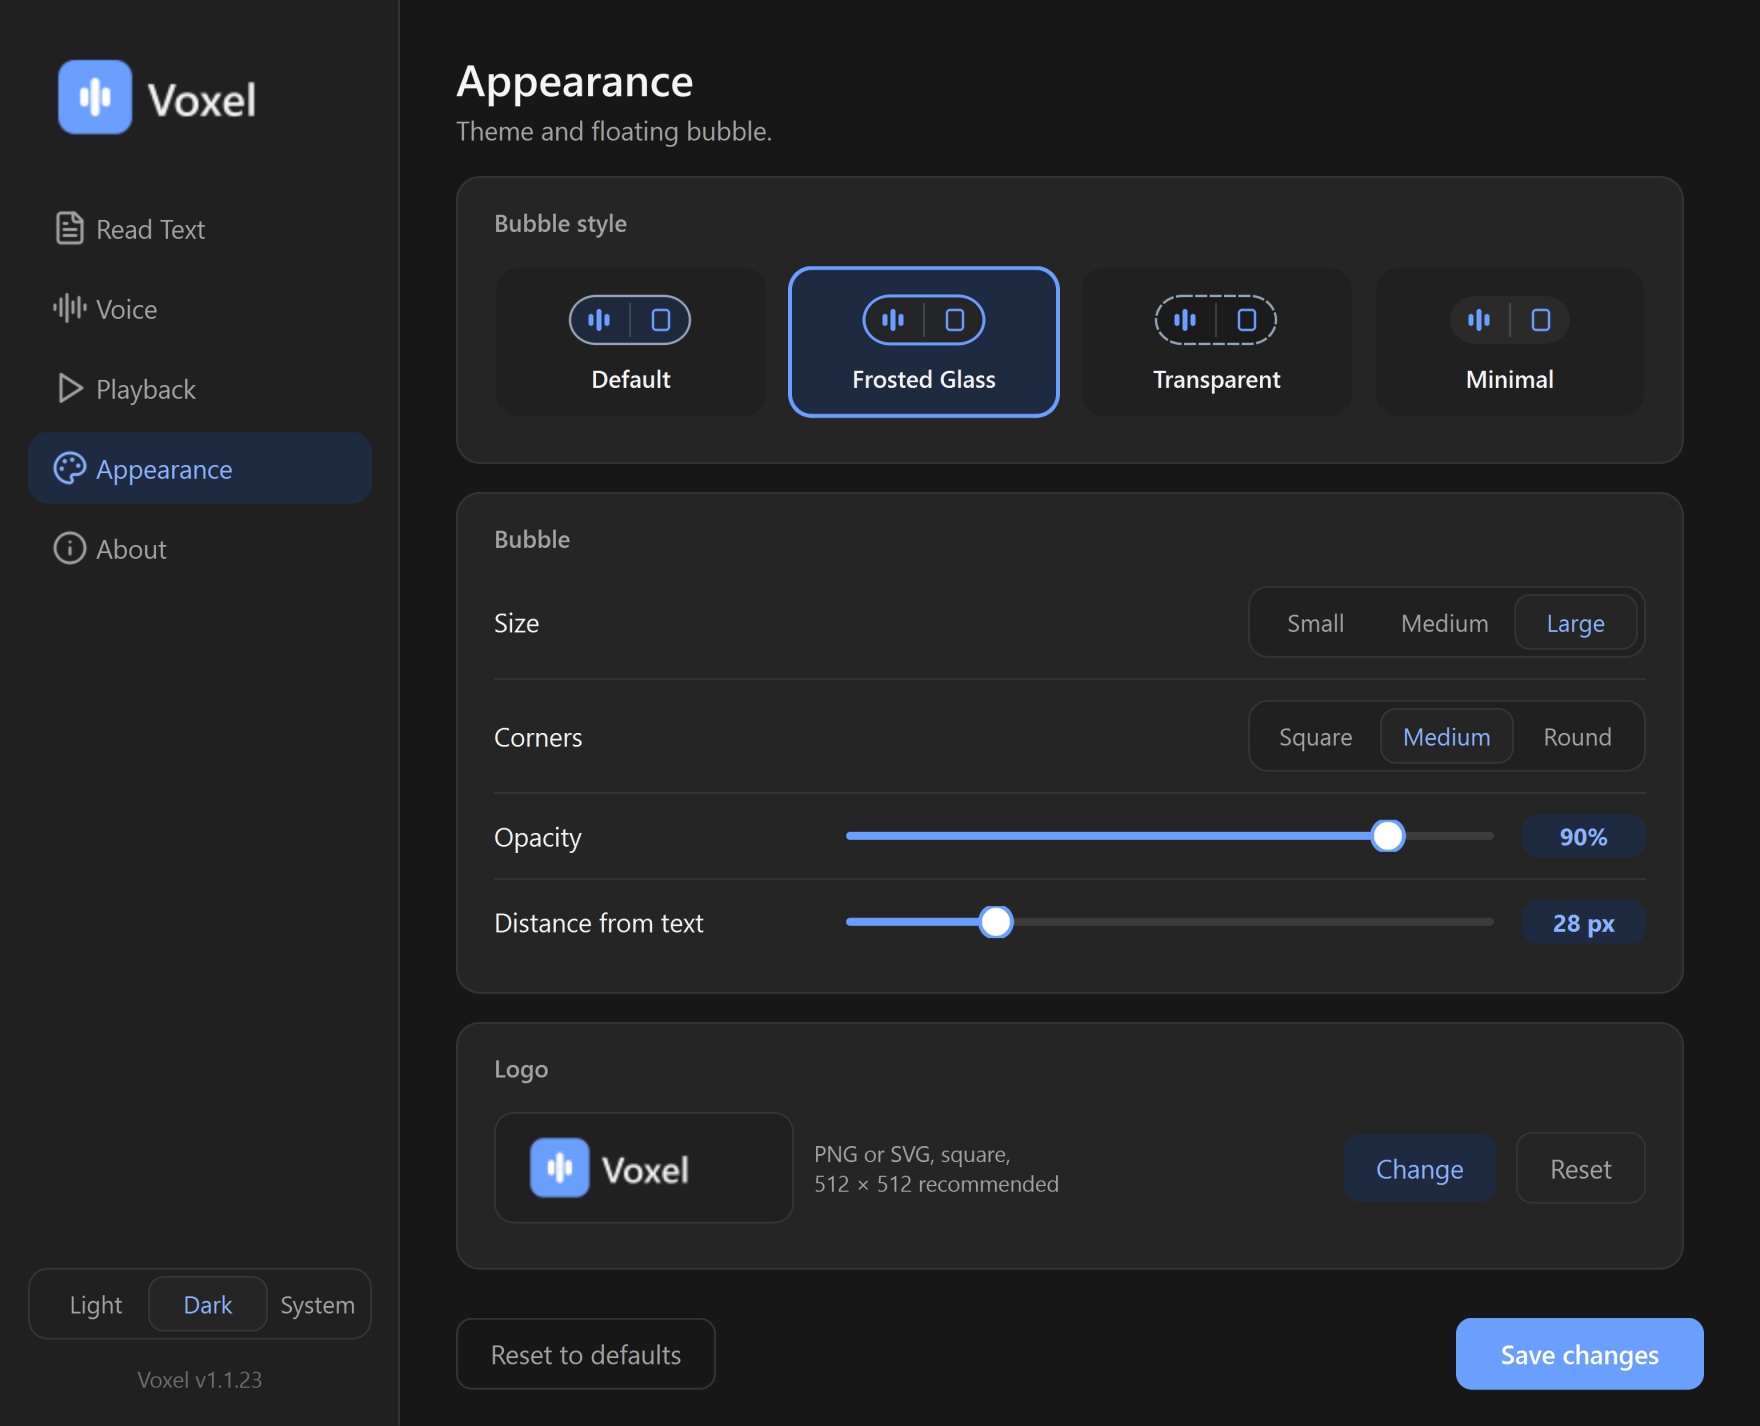 Voxel
Read Text
Voice
Playback
Appearance
About
Light Dark System
Voxel v1.1.23
Appearance
Theme and floating bubble.
Bubble style
Default Frosted Glass Transparent Minimal
Bubble
Size Small Medium Large
Corners Square Medium Round
Opacity 90%
Distance from text 28 px
Logo
Voxel
PNG or SVG, square,
512 × 512 recommended
Change Reset
Reset to defaults Save changes